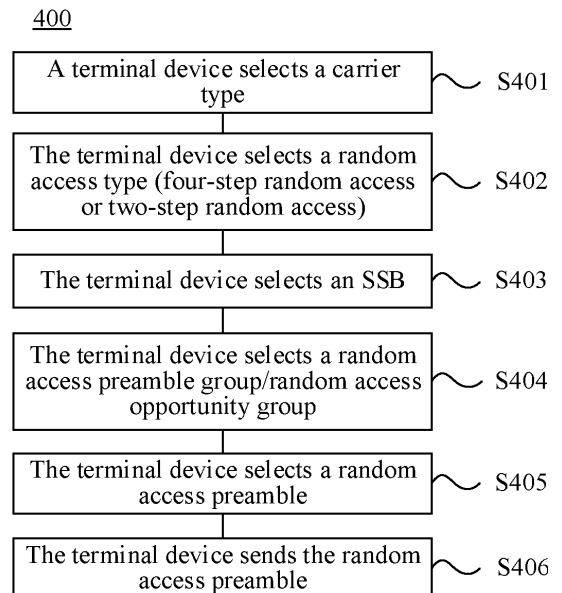 400
A terminal device selects a carrier
type
S401
The terminal device selects a random
access type (four-step random access
or two-step random access)
S402
The terminal device selects an SSB
S403
The terminal device selects a random
access preamble group/random access
opportunity group
S404
The terminal device selects a random
access preamble
S405
The terminal device sends the random
access preamble
S406